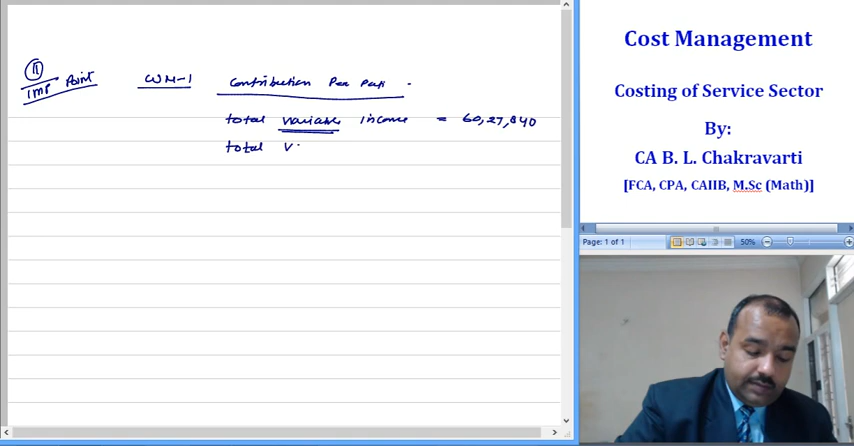 (11)
IMP Point WN-1 Contribution Per Pati
total variable income = 60,27,840
total V
Cost Management
Costing of Service Sector
By:
CA B. L. Chakravarti
[FCA, CPA, CAIIB, M.Sc (Math)]
Page: 1 of 1 50%